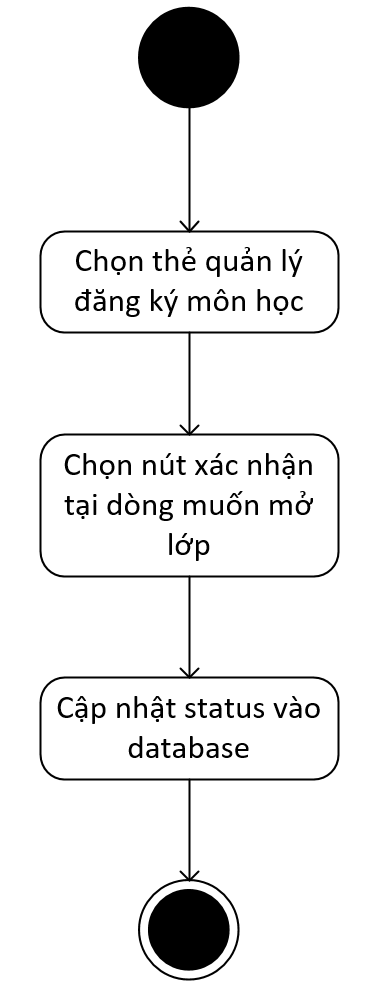 Chọn thẻ quản lý
đăng ký môn học
Chọn nút xác nhận
tại dòng muốn mở
lớp
Cập nhật status vào
database